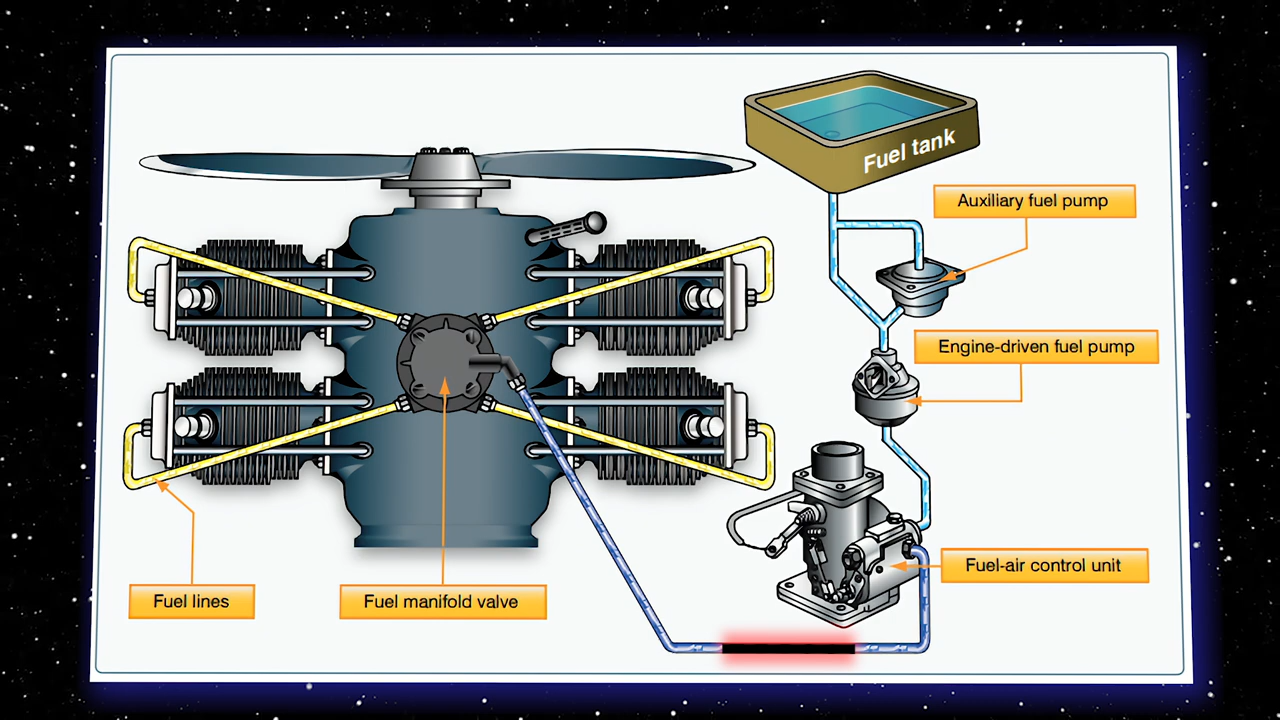 Fuel tank
Auxiliary fuel pump
Engine-driven fuel pump
Fuel-air control unit
Fuel lines
Fuel manifold valve